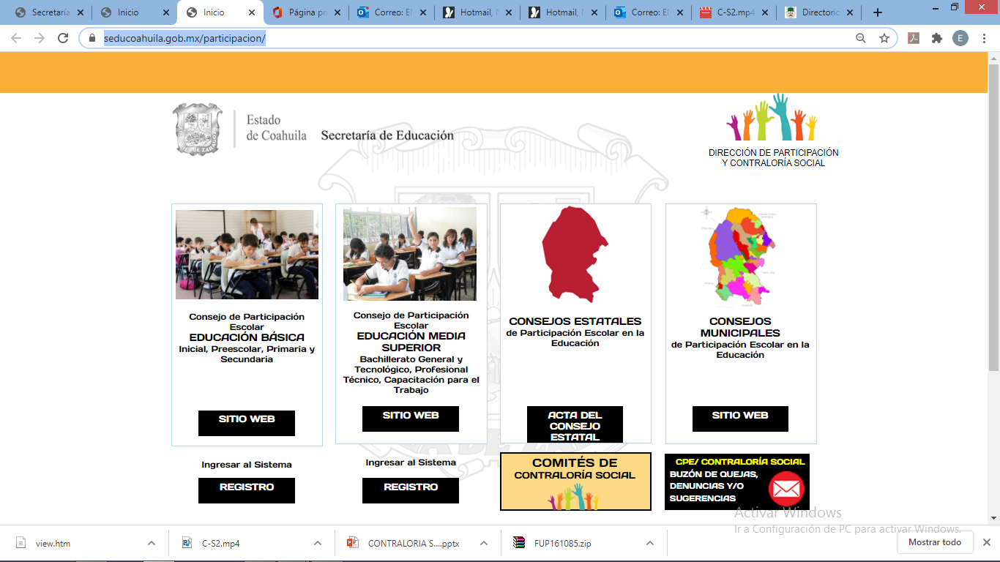 Secretaría
Inicio
Inicio
Página pr
Correo: EN
Hotmail,
Hotmail,
Correo: EN
C-S2.mp4
Directorio
seducoahuila.gob.mx/participacion/
E
Estado
de Coahuila
Secretaría de Educación
DIRECCIÓN DE PARTICIPACIÓN
Y CONTRALORÍA SOCIAL
Consejo de Participación
Escolar
EDUCACIÓN BÁSICA
Inicial, Preescolar, Primaria y
Secundaria
SITIO WEB
Ingresar al Sistema
REGISTRO
Consejo de Participación
Escolar
EDUCACIÓN MEDIA
SUPERIOR
Bachillerato General y
Tecnológico, Profesional
Técnico, Capacitación para el
Trabajo
SITIO WEB
Ingresar al Sistema
REGISTRO
CONSEJOS ESTATALES
de Participación Escolar en la
Educación
ACTA DEL
CONSEJO
ESTATAL
COMITÉS DE
CONTRALORÍA SOCIAL
CONSEJOS
MUNICIPALES
de Participación Escolar en la
Educación
SITIO WEB
CPE/ CONTRALORÍA SOCIAL
BUZÓN DE QUEJAS,
DENUNCIAS Y/O
SUGERENCIAS
Activar Windows
Ir a Configuración de PC para activar Windows.
view.htm
C-S2.mp4
CONTRALORIA S....pptx
FUP161085.zip
Mostrar todo